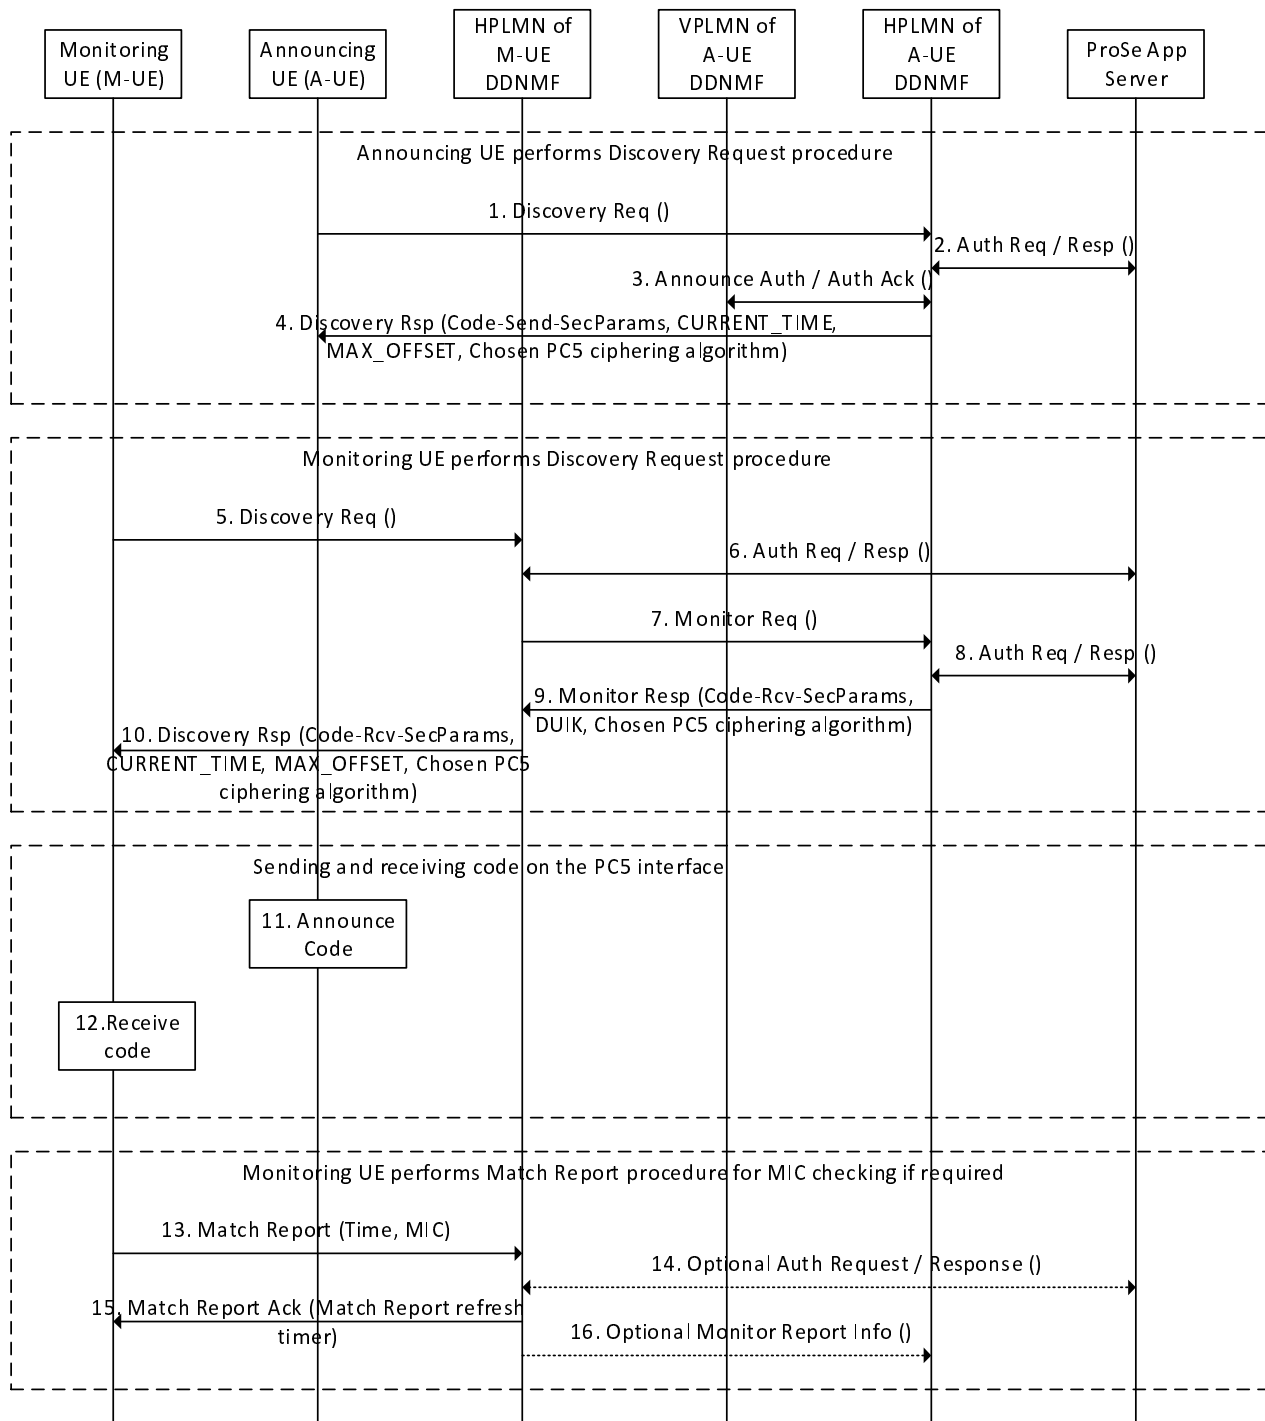 Monitoring
UE (M-UE)
Announcing
UE (A-UE)
HPLMN of
M-UE
DDNMF
VPLMN of
A-UE
DDNMF
HPLMN of
A-UE
DDNMF
ProSe App
Server
Announcing UE performs Discovery Request procedure
1. Discovery Req ()
2. Auth Req / Resp ()
3. Announce Auth / Auth Ack ()
4. Discovery Rsp (Code-Send-SecParams, CURRENT_TIME,
MAX_OFFSET, Chosen PC5 ciphering algorithm)
Monitoring UE performs Discovery Request procedure
5. Discovery Req ()
6. Auth Req / Resp ()
7. Monitor Req ()
8. Auth Req / Resp ()
9. Monitor Resp (Code-Rcv-SecParams,
DUIK, Chosen PC5 ciphering algorithm)
10. Discovery Rsp (Code-Rcv-SecParams,
CURRENT_TIME, MAX_OFFSET, Chosen PC5
ciphering algorithm)
Sending and receiving code on the PC5 interface
11. Announce
Code
12.Receive
code
Monitoring UE performs Match Report procedure for MIC checking if required
13. Match Report (Time, MIC)
14. Optional Auth Request / Response ()
15. Match Report Ack (Match Report refresh
timer)
16. Optional Monitor Report Info ()